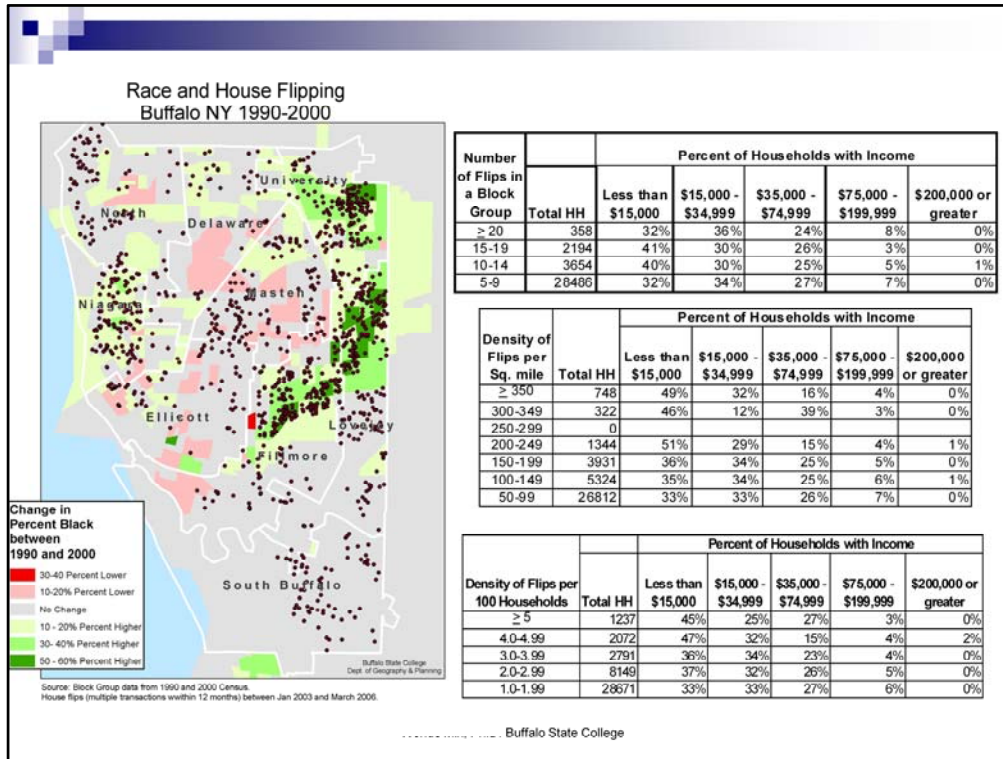 Race and House Flipping
Buffalo NY 1990-2000
University
North
Delaware
Masten
Niagara
Ellicott
Lovejoy
Fillmore
South Buffalo
Change in
Percent Black
between
1990 and 2000
30-40 Percent Lower
10-20% Percent Lower
No Change
10 - 20% Percent Higher
30- 40% Percent Higher
50 - 60% Percent Higher
Buffalo State College
Dept. of Geography & Planning
Source: Block Group data from 1990 and 2000 Census.
House flips (multiple transactions wwithin 12 months) between Jan 2003 and March 2006.
Number of Flips in a Block Group Total HH Percent of Households with Income
Less than $15,000 $15,000 - $34,999 $35,000 - $74,999 $75,000 - $199,999 $200,000 or greater
≥ 20 358 32% 36% 24% 8% 0%
15-19 2194 41% 30% 26% 3% 0%
10-14 3654 40% 30% 25% 5% 1%
5-9 28486 32% 34% 27% 7% 0%
Percent of Households with Income
Density of Flips per Sq. mile Total HH Less than $15,000 $15,000 - $34,999 $35,000 - $74,999 $75,000 - $199,999 $200,000 or greater
≥ 350 748 49% 32% 16% 4% 0%
300-349 322 46% 12% 39% 3% 0%
250-299 0
200-249 1344 51% 29% 15% 4% 1%
150-199 3931 36% 34% 25% 5% 0%
100-149 5324 35% 34% 25% 6% 1%
50-99 26812 33% 33% 26% 7% 0%
Percent of Households with Income
Density of Flips per 100 Households Total HH Less than $15,000 $15,000 - $34,999 $35,000 - $74,999 $75,000 - $199,999 $200,000 or greater
≥ 5 1237 45% 25% 27% 3% 0%
4.0-4.99 2072 47% 32% 15% 4% 2%
3.0-3.99 2791 36% 34% 23% 4% 0%
2.0-2.99 8149 37% 32% 26% 5% 0%
1.0-1.99 28671 33% 33% 27% 6% 0%
Buffalo State College